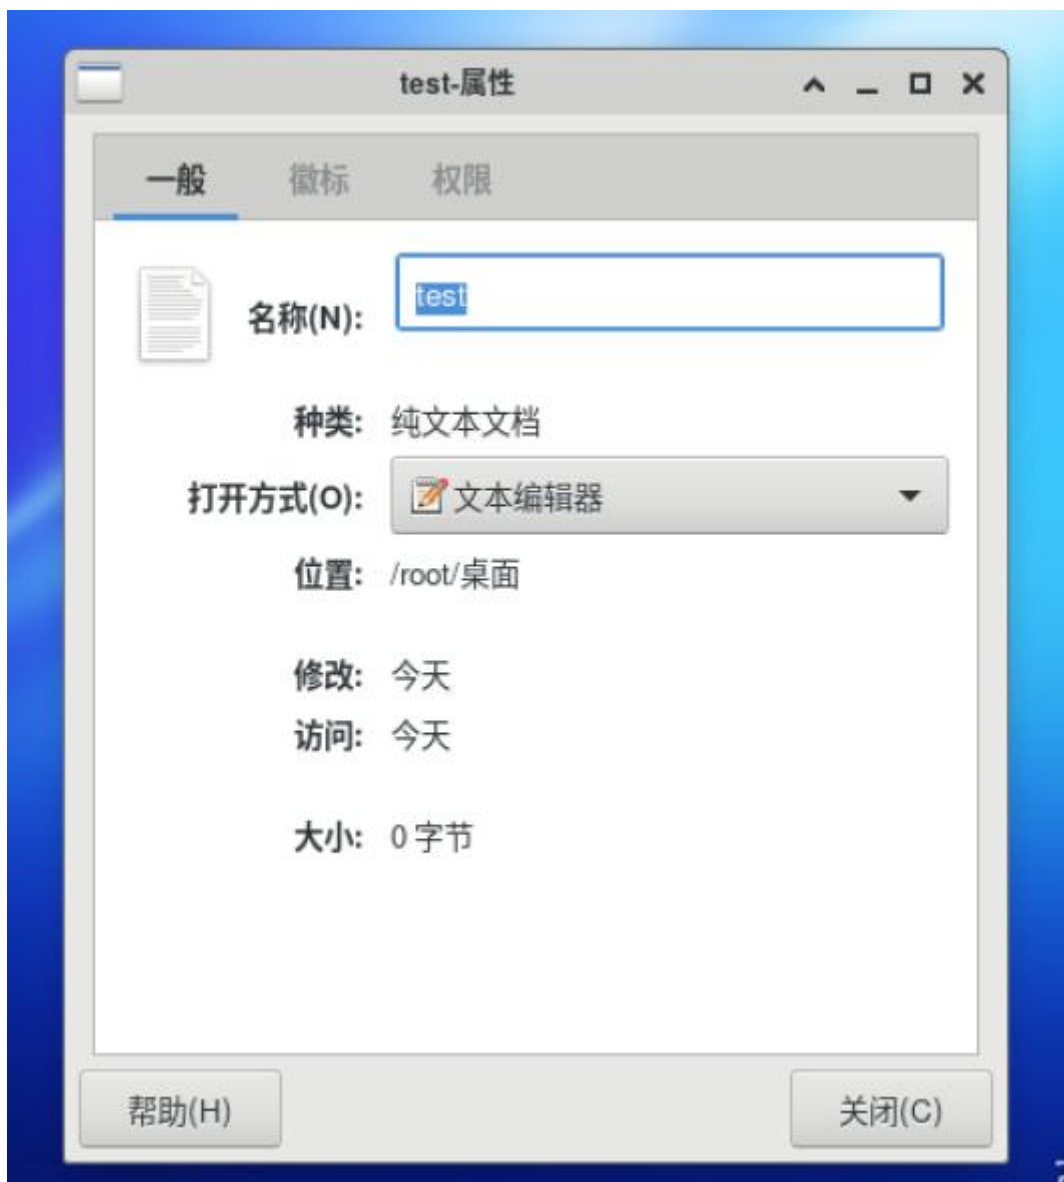 test-属性
一般 徽标 权限
名称(N): test
种类: 纯文本文档
打开方式(O): 文本编辑器
位置: /root/桌面
修改: 今天
访问: 今天
大小: 0 字节
帮助(H) 关闭(C)